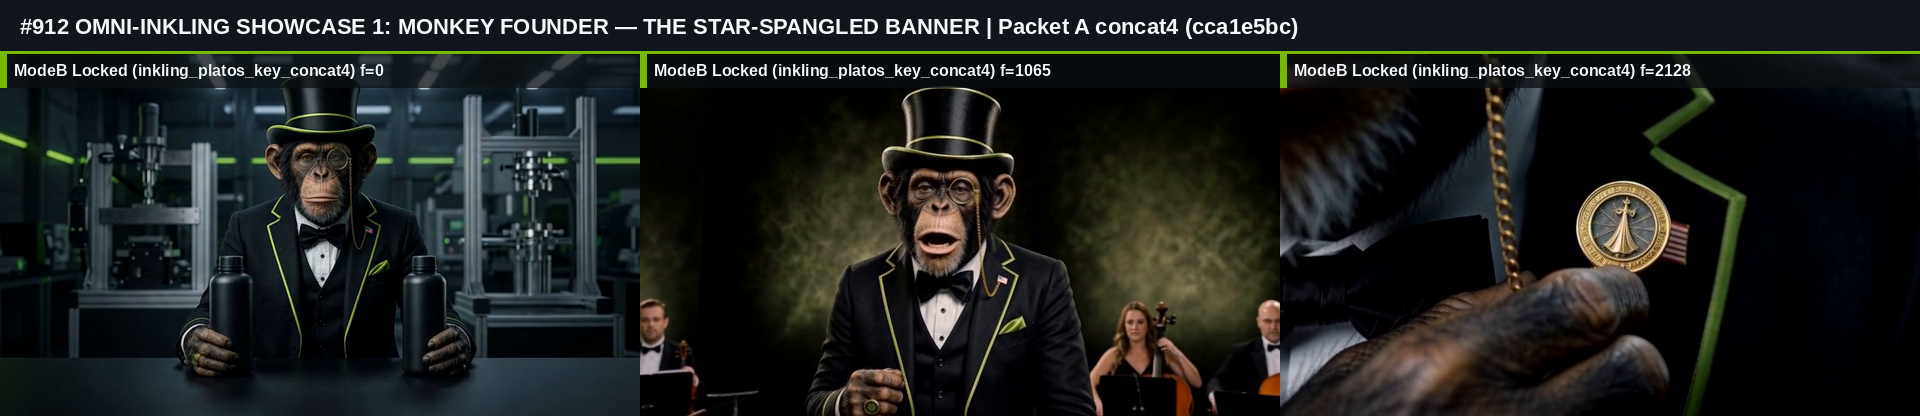 #912 OMNI-INKLING SHOWCASE 1: MONKEY FOUNDER — THE STAR-SPANGLED BANNER | Packet A concat4 (cca1e5bc)
ModeB Locked (inkling_platos_key_concat4) f=0
ModeB Locked (inkling_platos_key_concat4) f=1065
ModeB Locked (inkling_platos_key_concat4) f=2128